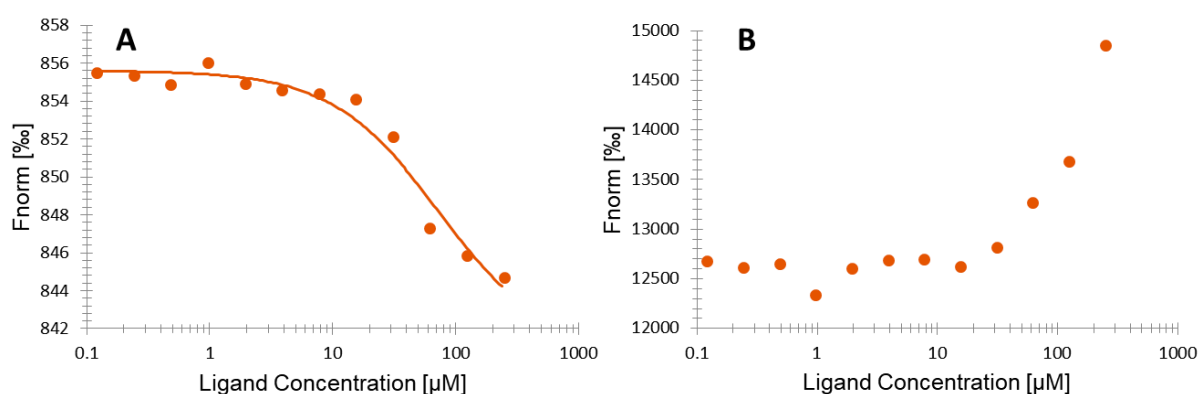 A
Fnorm [‰]
858
856
854
852
850
848
846
844
842
0.1 1 10 100 1000
Ligand Concentration [µM]
B
Fnorm [‰]
15000
14500
14000
13500
13000
12500
12000
0.1 1 10 100 1000
Ligand Concentration [µM]